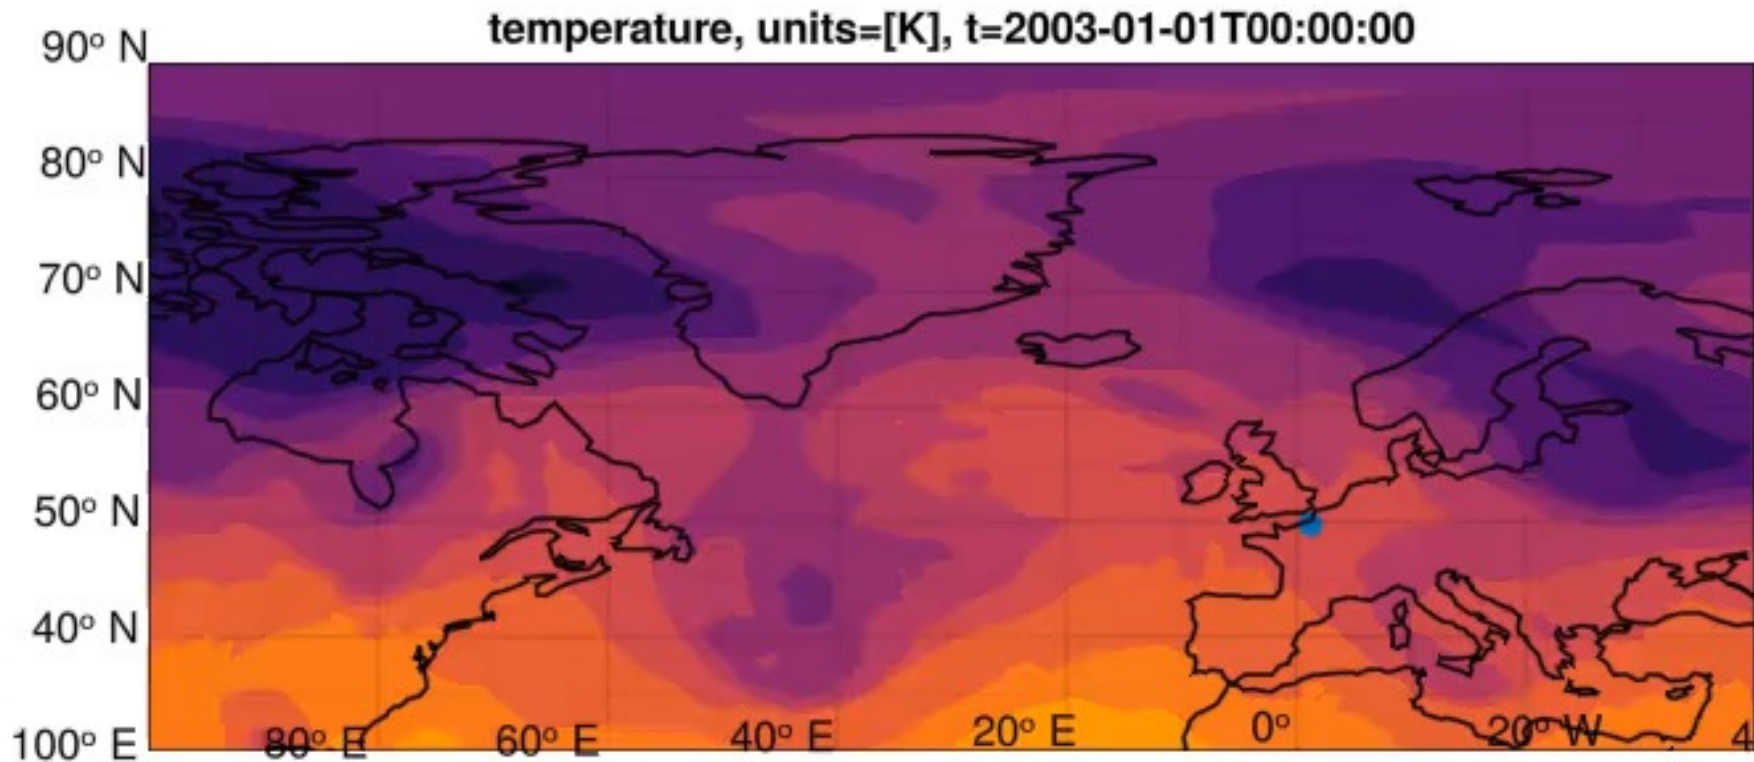 temperature, units=[K], t=2003-01-01T00:00:00
90° N
80° N
70° N
60° N
50° N
40° N
100° E 80° E 60° E 40° E 20° E 0° 20° W 4